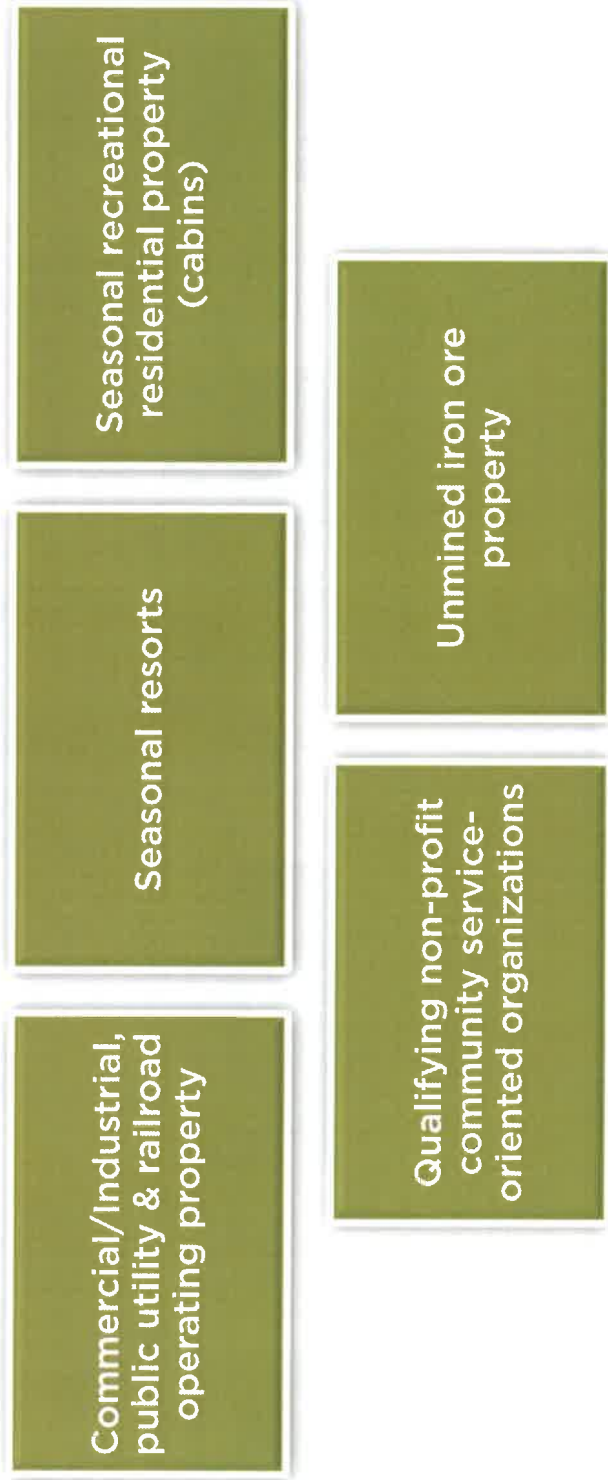 Commercial/Industrial,
public utility & railroad
operating property
Seasonal resorts
Seasonal recreational
residential property
(cabins)
Qualifying non-profit
community service-
oriented organizations
Unmined iron ore
property